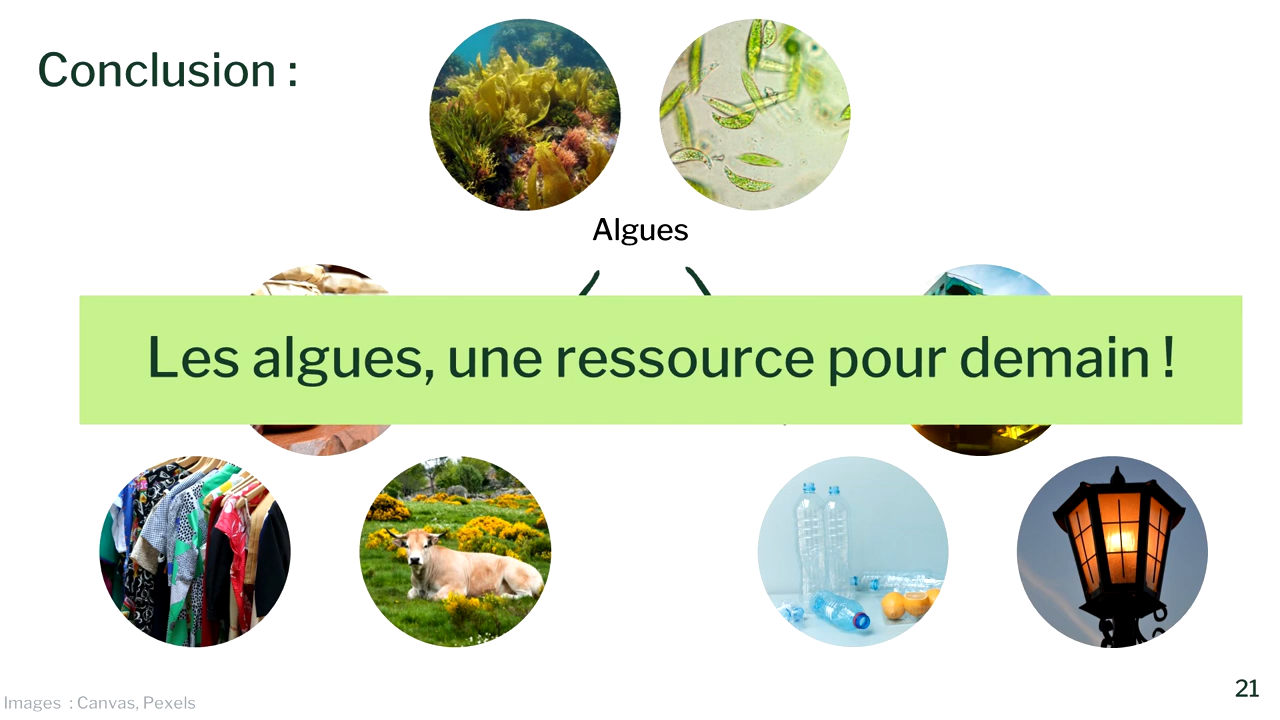 Conclusion :
Algues
Les algues, une ressource pour demain !
Images  : Canvas, Pexels
21